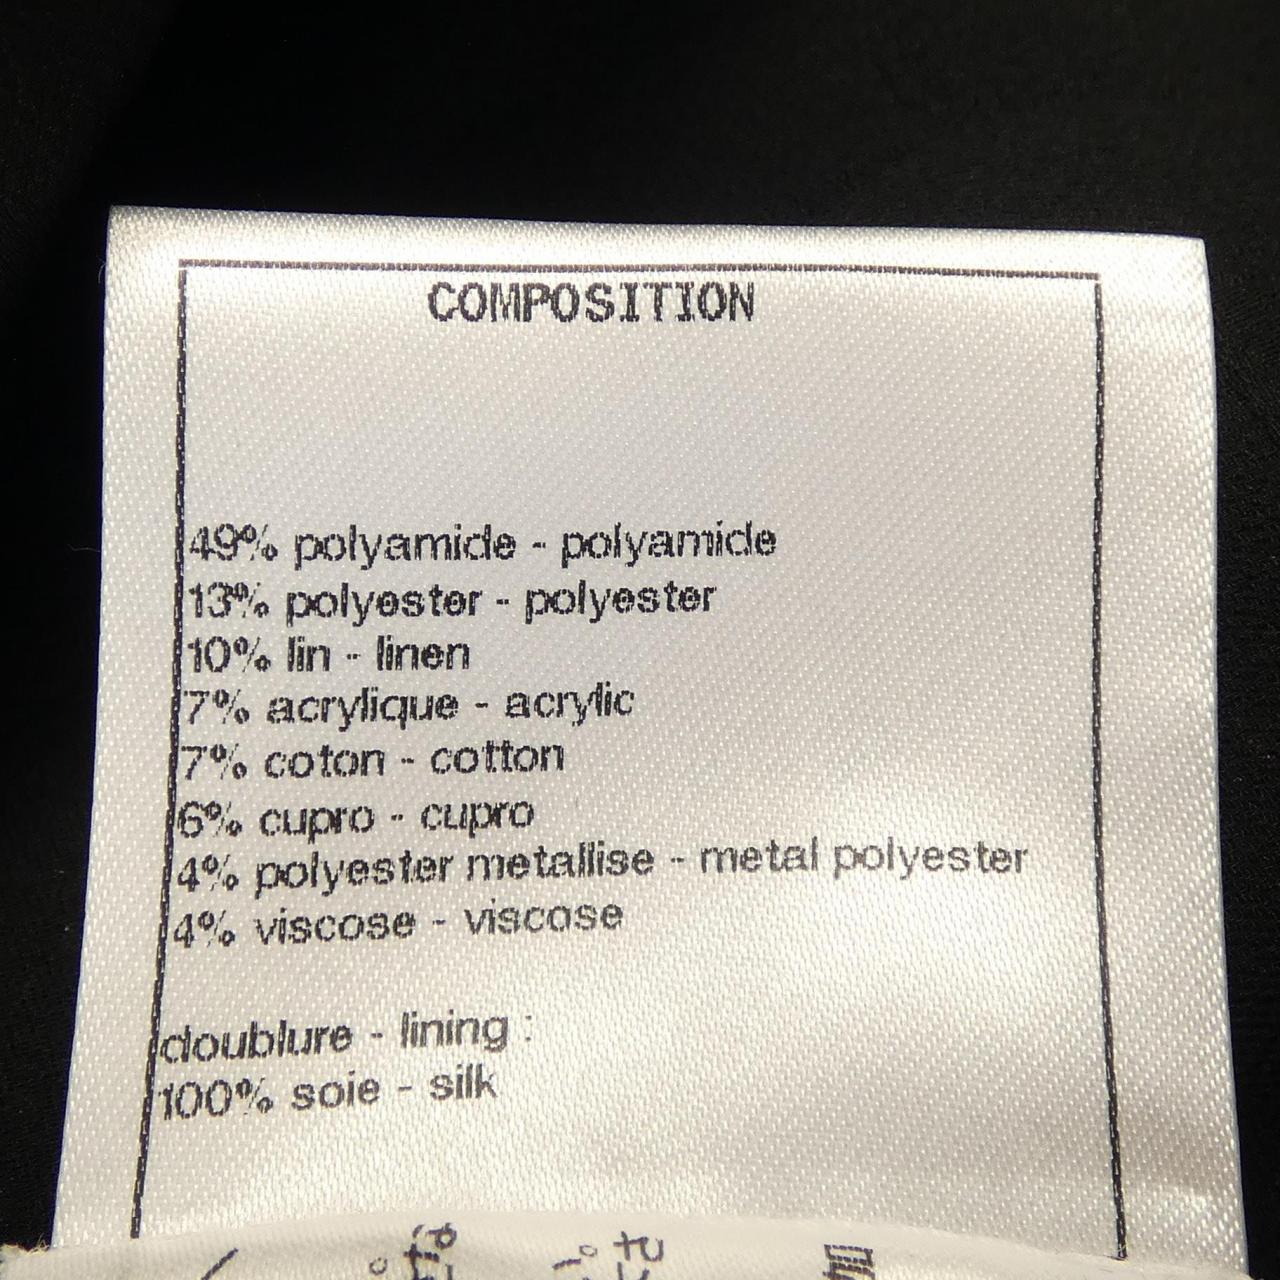 COMPOSITION
49% polyamide - polyamide
13% polyester - polyester
10% lin - linen
7% acrylique - acrylic
7% coton - cotton
6% cupro - cupro
4% polyester metallise - metal polyester
4% viscose - viscose
doublure - lining :
100% soie - silk